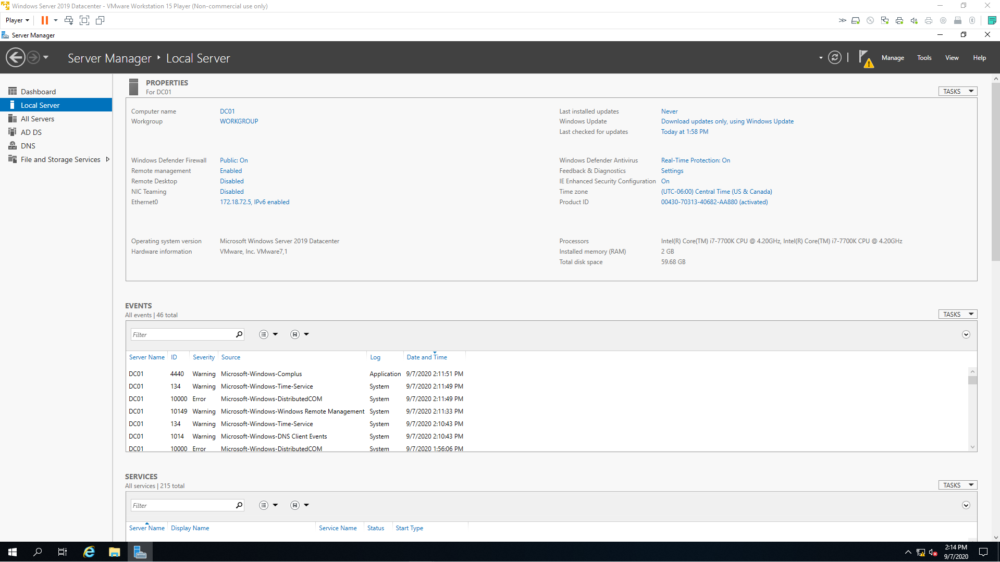 Windows Server 2019 Datacenter - VMware Workstation 15 Player (Non-commercial use only)
Player
Server Manager
Server Manager Local Server
Manage Tools View Help
Dashboard
Local Server
All Servers
AD DS
DNS
File and Storage Services
PROPERTIES
For DC01
TASKS
Computer name DC01
Workgroup WORKGROUP
Last installed updates Never
Windows Update Download updates only, using Windows Update
Last checked for updates Today at 1:58 PM
Windows Defender Firewall Public: On
Remote management Enabled
Remote Desktop Disabled
NIC Teaming Disabled
Ethernet0 172.18.72.5, IPv6 enabled
Windows Defender Antivirus Real-Time Protection: On
Feedback & Diagnostics Settings
IE Enhanced Security Configuration On
Time zone (UTC-06:00) Central Time (US & Canada)
Product ID 00430-70313-40682-AA880 (activated)
Operating system version Microsoft Windows Server 2019 Datacenter
Hardware information VMware, Inc. VMware7,1
Processors Intel(R) Core(TM) i7-7700K CPU @ 4.20GHz, Intel(R) Core(TM) i7-7700K CPU @ 4.20GHz
Installed memory (RAM) 2 GB
Total disk space 59.68 GB
EVENTS
All events | 46 total
TASKS
Filter
Server Name ID Severity Source Log Date and Time
DC01 4440 Warning Microsoft-Windows-Complus Application 9/7/2020 2:11:51 PM
DC01 134 Warning Microsoft-Windows-Time-Service System 9/7/2020 2:11:49 PM
DC01 10000 Error Microsoft-Windows-DistributedCOM System 9/7/2020 2:11:49 PM
DC01 10149 Warning Microsoft-Windows-Windows Remote Management System 9/7/2020 2:11:33 PM
DC01 134 Warning Microsoft-Windows-Time-Service System 9/7/2020 2:10:43 PM
DC01 1014 Warning Microsoft-Windows-DNS Client Events System 9/7/2020 2:10:43 PM
DC01 10000 Error Microsoft-Windows-DistributedCOM System 9/7/2020 1:56:06 PM
SERVICES
All services | 215 total
TASKS
Filter
Server Name Display Name Service Name Status Start Type
2:14 PM
9/7/2020